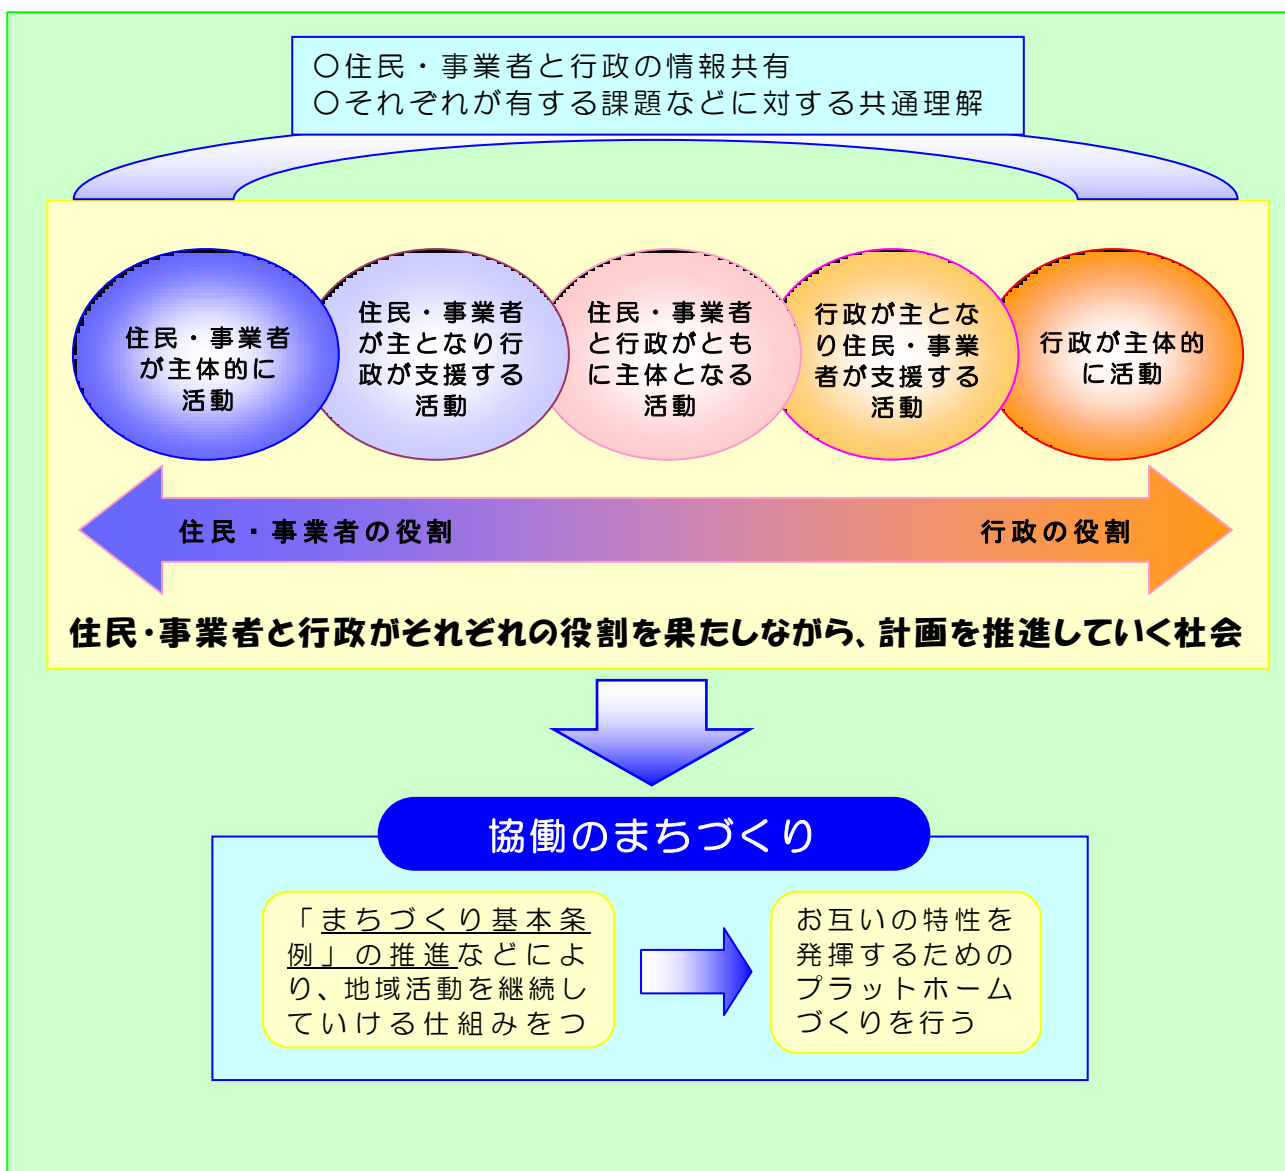 〇住民・事業者と行政の情報共有
〇それぞれが有する課題などに対する共通理解
住民・事業者
が主体的に
活動
住民・事業者
が主となり行
政が支援する
活動
住民・事業者
と行政がとも
に主体となる
活動
行政が主とな
り住民・事業
者が支援する
活動
行政が主体的
に活動
住民・事業者の役割
行政の役割
住民・事業者と行政がそれぞれの役割を果たしながら、計画を推進していく社会
協働のまちづくり
「まちづくり基本条
例」の推進などによ
り、地域活動を継続し
ていける仕組みをつ
お互いの特性を
発揮するための
プラットホーム
づくりを行う